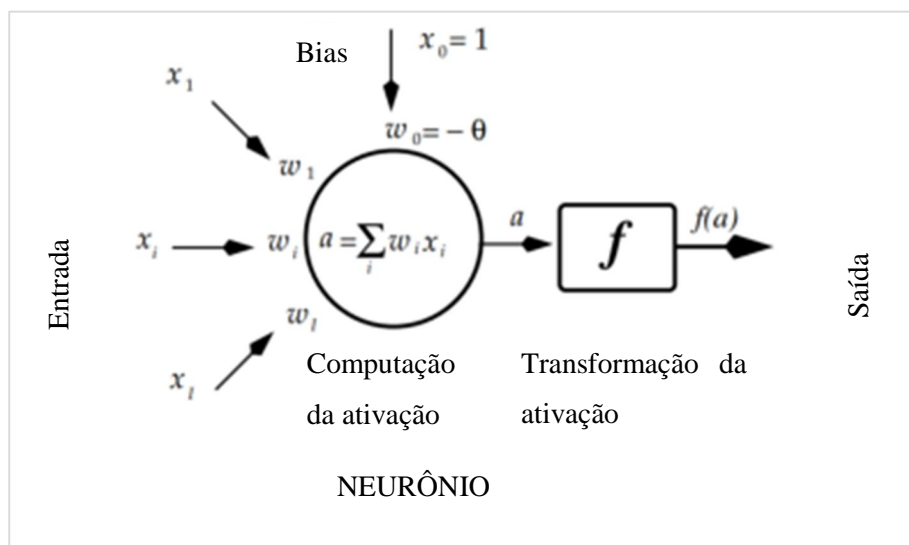 Bias
x₀ = 1
x₁
w₀ = − θ
w₁
a
f(a)
xᵢ
wᵢ
a = ∑ᵢ wᵢxᵢ
f
Entrada
Saída
wₗ
xₗ
Computação
da ativação
Transformação da
ativação
NEURÔNIO